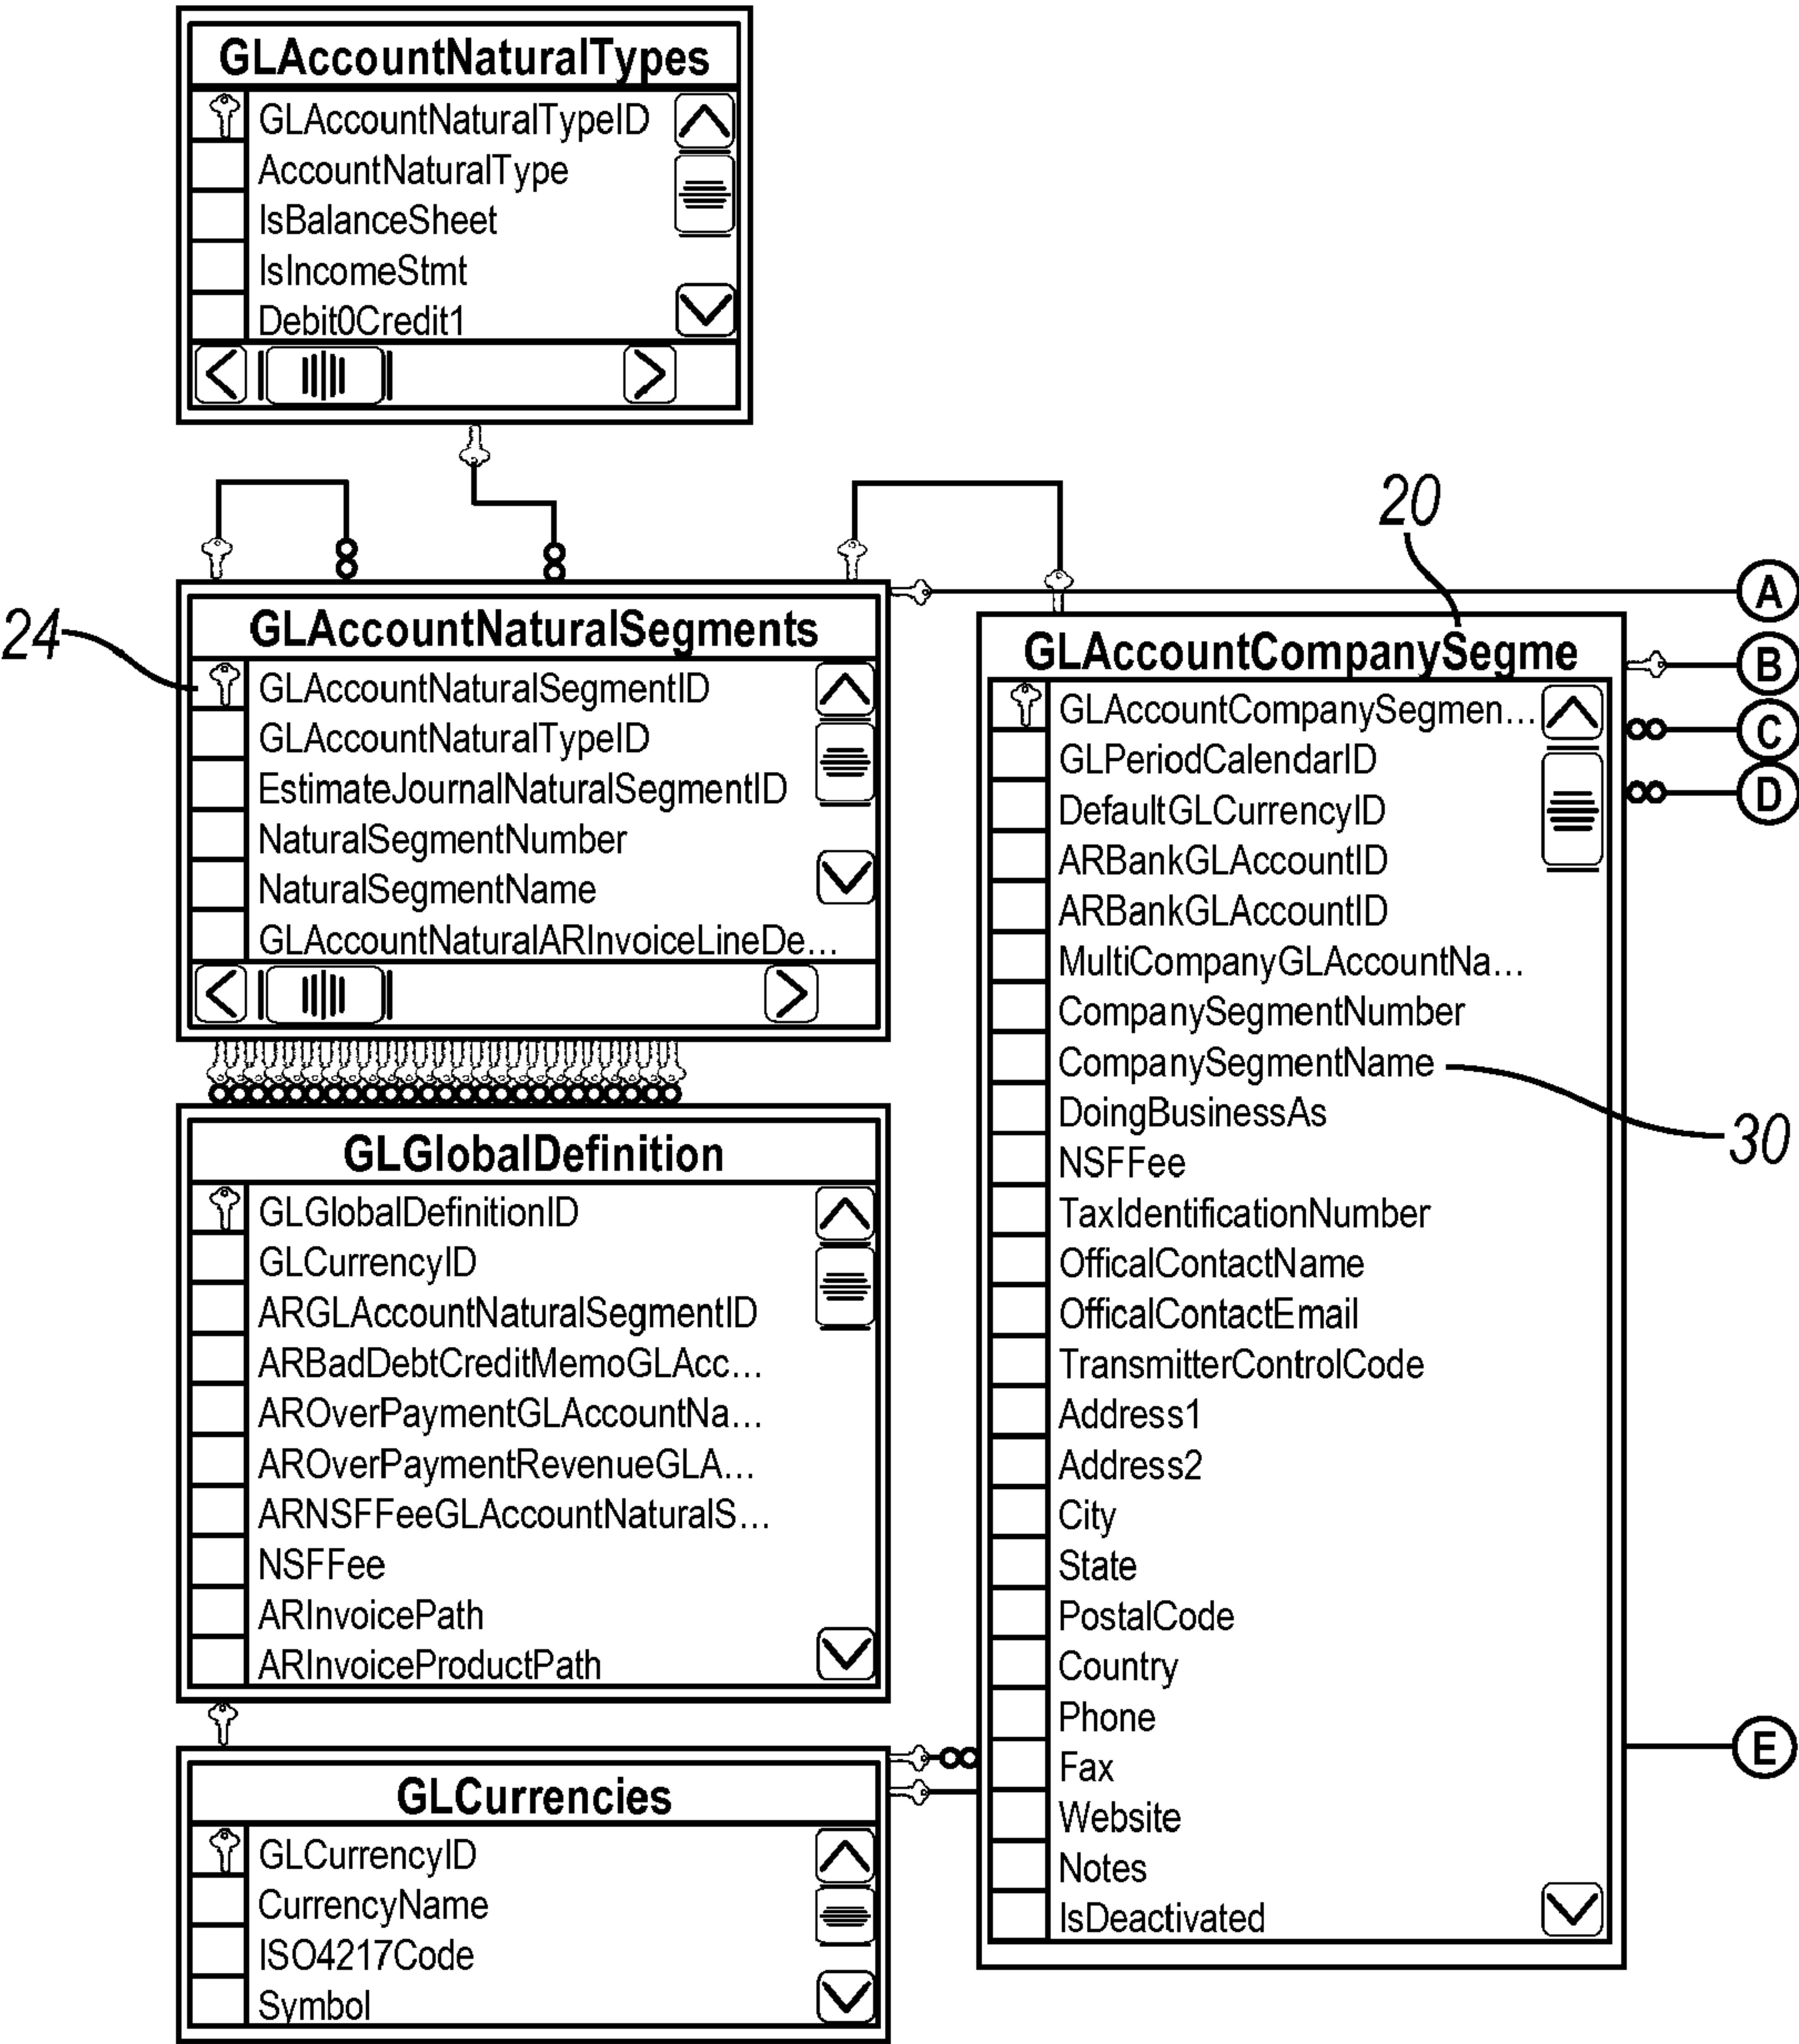 GLAccountNaturalTypes
GLAccountNaturalTypeID
AccountNaturalType
IsBalanceSheet
IsIncomeStmt
Debit0Credit1
24
GLAccountNaturalSegments
GLAccountNaturalSegmentID
GLAccountNaturalTypeID
EstimateJournalNaturalSegmentID
NaturalSegmentNumber
NaturalSegmentName
GLAccountNaturalARInvoiceLineDe...
GLGlobalDefinition
GLGlobalDefinitionID
GLCurrencyID
ARGLAccountNaturalSegmentID
ARBadDebtCreditMemoGLAcc...
AROverPaymentGLAccountNa...
AROverPaymentRevenueGLA...
ARNSFFeeGLAccountNaturalS...
NSFFee
ARInvoicePath
ARInvoiceProductPath
GLCurrencies
GLCurrencyID
CurrencyName
ISO4217Code
Symbol
20
GLAccountCompanySegme
GLAccountCompanySegmen...
GLPeriodCalendarID
DefaultGLCurrencyID
ARBankGLAccountID
ARBankGLAccountID
MultiCompanyGLAccountNa...
CompanySegmentNumber
CompanySegmentName
DoingBusinessAs
NSFFee
TaxIdentificationNumber
OfficalContactName
OfficalContactEmail
TransmitterControlCode
Address1
Address2
City
State
PostalCode
Country
Phone
Fax
Website
Notes
IsDeactivated
A
B
C
D
30
E